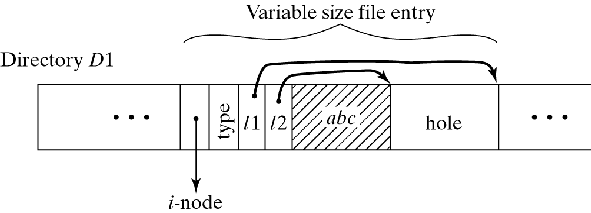 Variable size file entry
Directory D1
• • •
type
l1
l2
abc
hole
• • •
i-node